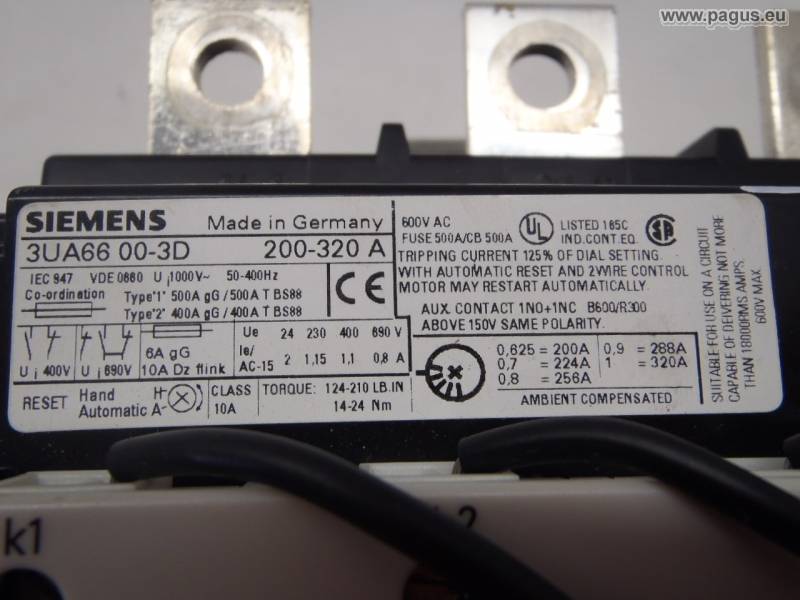 www.pagus.eu
SIEMENS Made in Germany
3UA66 00-3D 200-320 A
IEC 947 VDE 0660 U i 1000V~ 50-400Hz
Co-ordination Type"1" 500A gG / 500A T BS88
Type"2" 400A gG / 400A T BS88
CE
U i 400V U i 690V
6A gG
10A Dz flink
Ue 24 230 400 690 V
Ie/
AC-15 2 1,15 1,1 0,8 A
RESET Hand H-
Automatic A-
CLASS
10A
TORQUE: 124-210 LB.IN
14-24 Nm
600V AC
FUSE 500A/CB 500A
UL
LISTED 165C
IND.CONT.EQ.
TRIPPING CURRENT 125% OF DIAL SETTING.
WITH AUTOMATIC RESET AND 2WIRE CONTROL
MOTOR MAY RESTART AUTOMATICALLY.
AUX. CONTACT 1NO+1NC B600/R300
ABOVE 150V SAME POLARITY.
0,625 = 200A 0,9 = 288A
0,7 = 224A 1 = 320A
0,8 = 256A
AMBIENT COMPENSATED
SUITABLE FOR USE ON A CIRCUIT
CAPABLE OF DELIVERING NOT MORE
THAN 18000RMS AMPS.
600V MAX.
k1
2